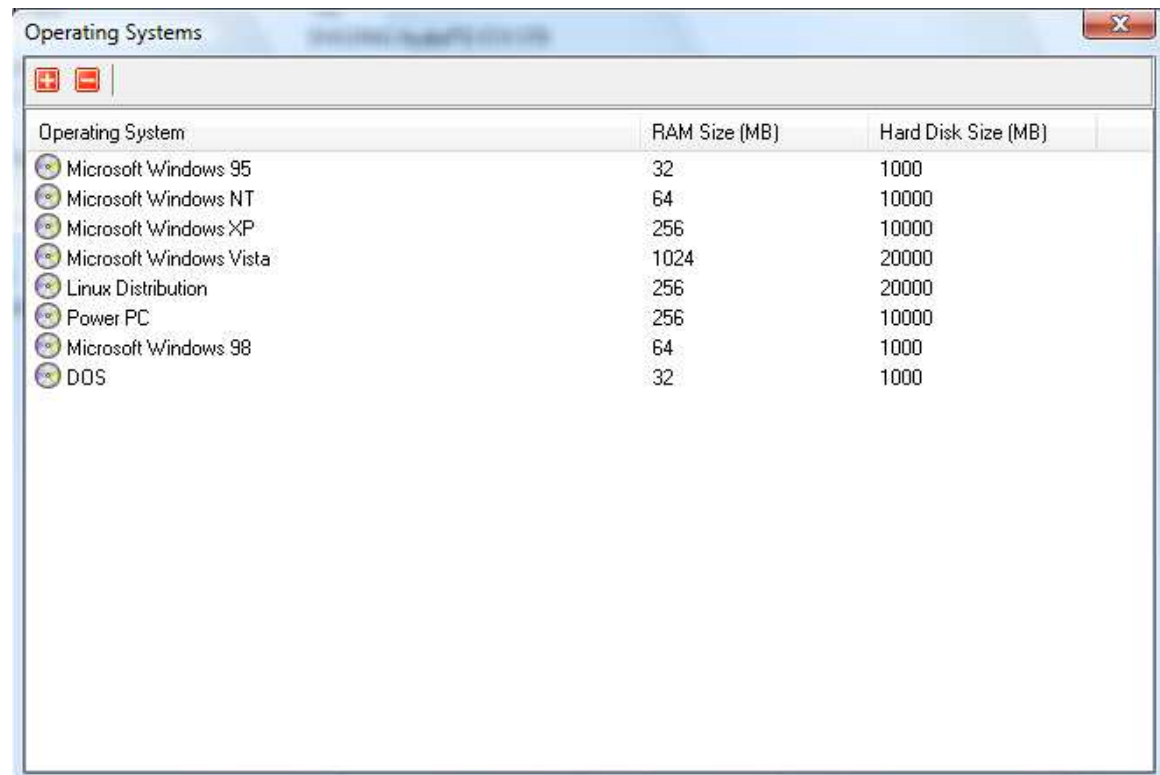 Operating Systems
Operating System RAM Size (MB) Hard Disk Size (MB)
Microsoft Windows 95 32 1000
Microsoft Windows NT 64 10000
Microsoft Windows XP 256 10000
Microsoft Windows Vista 1024 20000
Linux Distribution 256 20000
Power PC 256 10000
Microsoft Windows 98 64 1000
DOS 32 1000